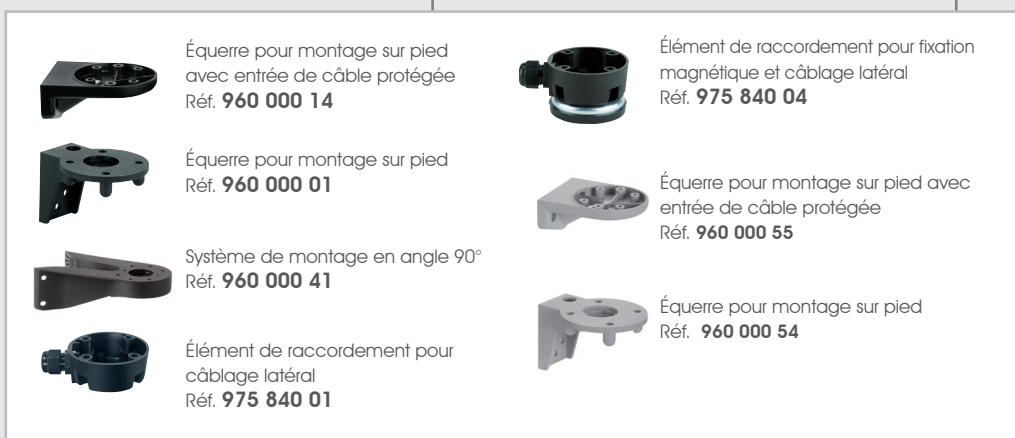 Équerre pour montage sur pied
avec entrée de câble protégée
Réf. 960 000 14
Équerre pour montage sur pied
Réf. 960 000 01
Système de montage en angle 90°
Réf. 960 000 41
Élément de raccordement pour
câblage latéral
Réf. 975 840 01
Élément de raccordement pour fixation
magnétique et câblage latéral
Réf. 975 840 04
Équerre pour montage sur pied avec
entrée de câble protégée
Réf. 960 000 55
Équerre pour montage sur pied
Réf. 960 000 54